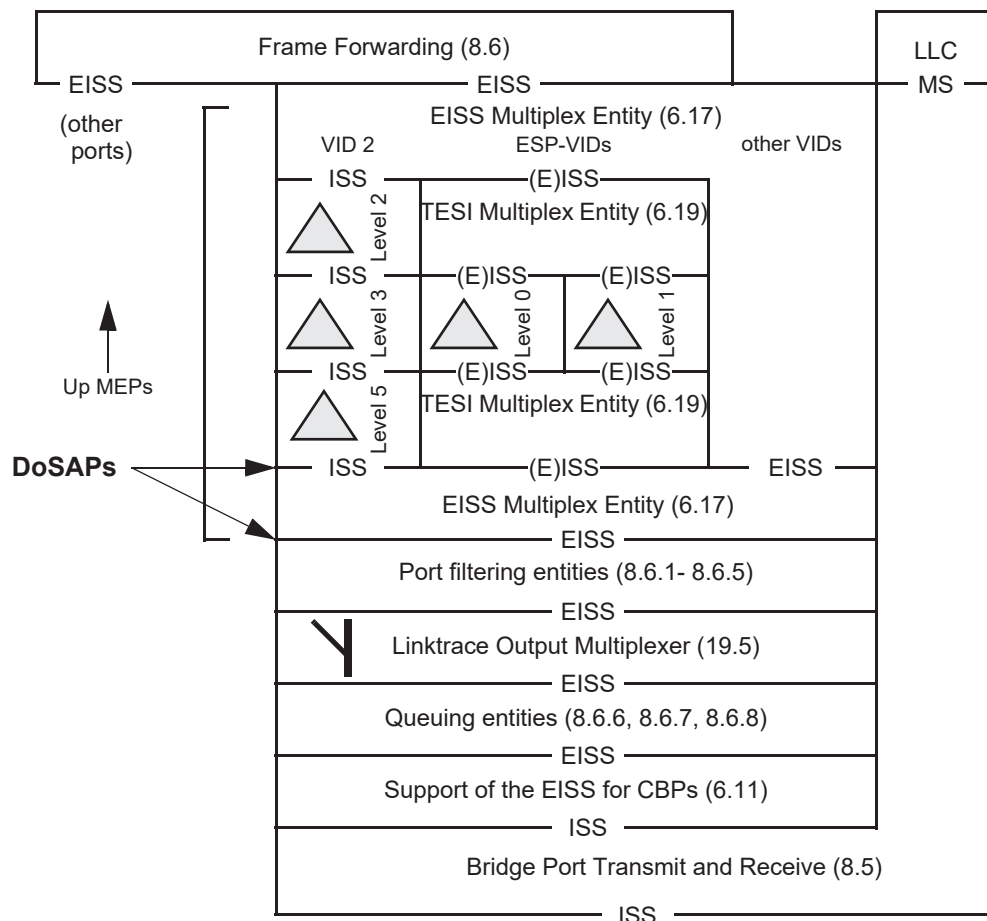 Frame Forwarding (8.6)
LLC
EISS
EISS
MS
(other
ports)
EISS Multiplex Entity (6.17)
VID 2
ESP-VIDs
other VIDs
ISS
(E)ISS
Level 2
TESI Multiplex Entity (6.19)
ISS
(E)ISS
(E)ISS
Level 3
Level 0
Level 1
Up MEPs
ISS
(E)ISS
(E)ISS
Level 5
TESI Multiplex Entity (6.19)
DoSAPs
ISS
(E)ISS
EISS
EISS Multiplex Entity (6.17)
EISS
Port filtering entities (8.6.1- 8.6.5)
EISS
Linktrace Output Multiplexer (19.5)
EISS
Queuing entities (8.6.6, 8.6.7, 8.6.8)
EISS
Support of the EISS for CBPs (6.11)
ISS
Bridge Port Transmit and Receive (8.5)
ISS